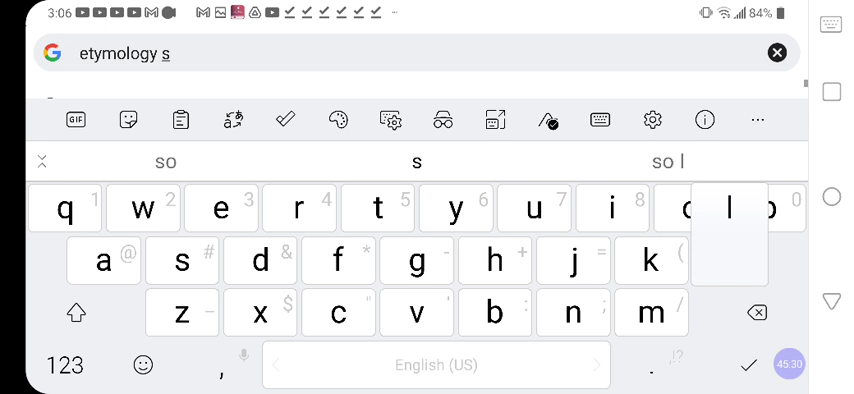 3:06 84%
etymology s
GIF
so s so l
q 1 w 2 e 3 r 4 t 5 y 6 u 7 i 8 l p 0
a @ s # d & f * g - h + j = k (
z _ x $ c " v ' b : n ; m /
123 , English (US) . ,!? 45:30